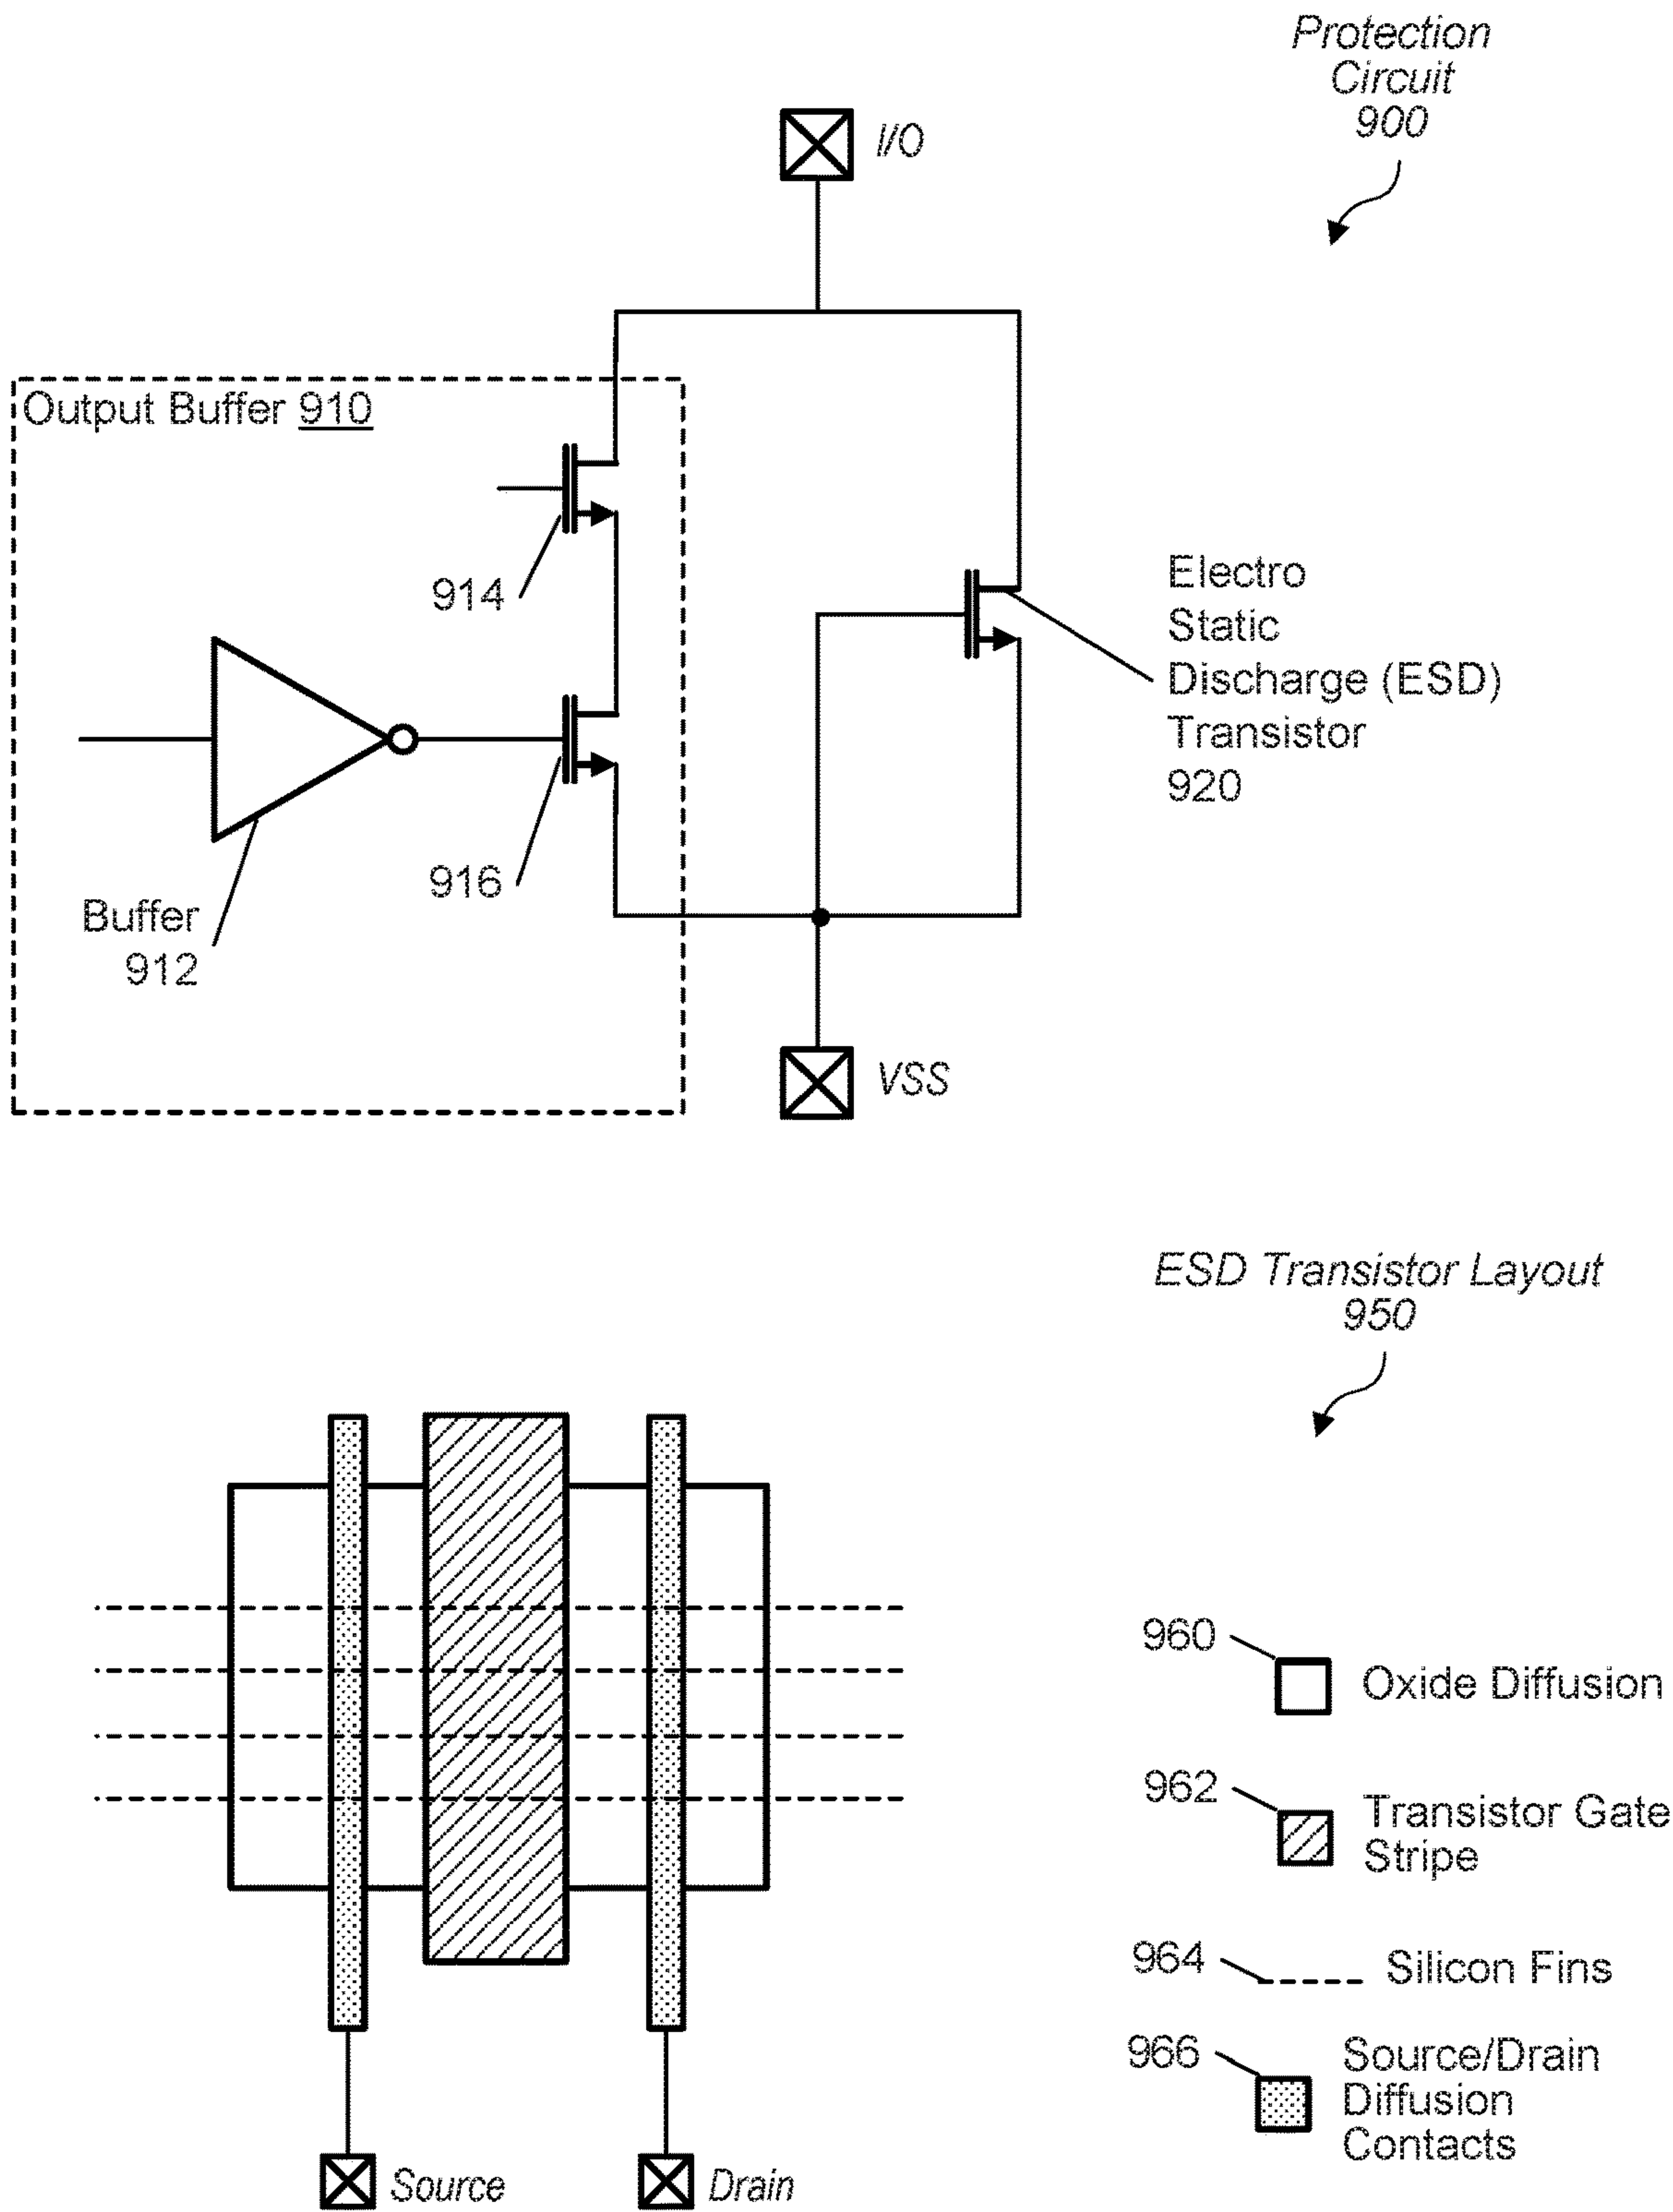 Protection
Circuit
900
I/O
Output Buffer 910
914
Electro
Static
Discharge (ESD)
Transistor
920
916
Buffer
912
VSS
ESD Transistor Layout
950
960
Oxide Diffusion
962
Transistor Gate
Stripe
964
Silicon Fins
966
Source/Drain
Diffusion
Contacts
Source
Drain